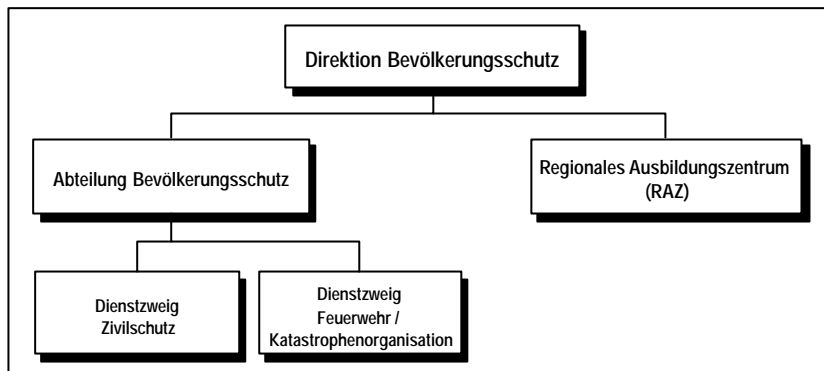 Direktion Bevölkerungsschutz
Abteilung Bevölkerungsschutz
Regionales Ausbildungszentrum
(RAZ)
Dienstzweig
Zivilschutz
Dienstzweig
Feuerwehr /
Katastrophenorganisation